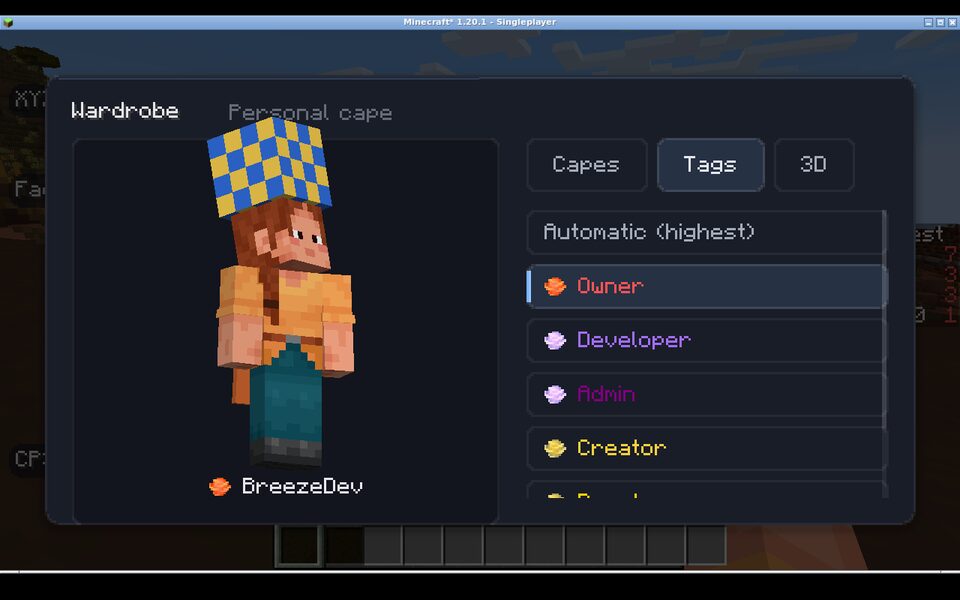 Minecraft* 1.20.1 - Singleplayer
Wardrobe
Personal cape
Capes
Tags
3D
Automatic (highest)
Owner
Developer
Admin
Creator
BreezeDev